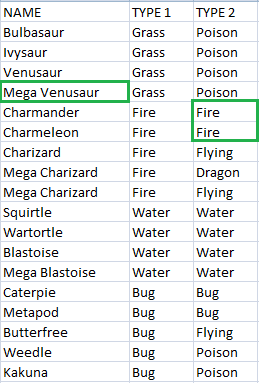 NAME TYPE 1 TYPE 2
Bulbasaur Grass Poison
Ivysaur Grass Poison
Venusaur Grass Poison
Mega Venusaur Grass Poison
Charmander Fire Fire
Charmeleon Fire Fire
Charizard Fire Flying
Mega Charizard Fire Dragon
Mega Charizard Fire Flying
Squirtle Water Water
Wartortle Water Water
Blastoise Water Water
Mega Blastoise Water Water
Caterpie Bug Bug
Metapod Bug Bug
Butterfree Bug Flying
Weedle Bug Poison
Kakuna Bug Poison